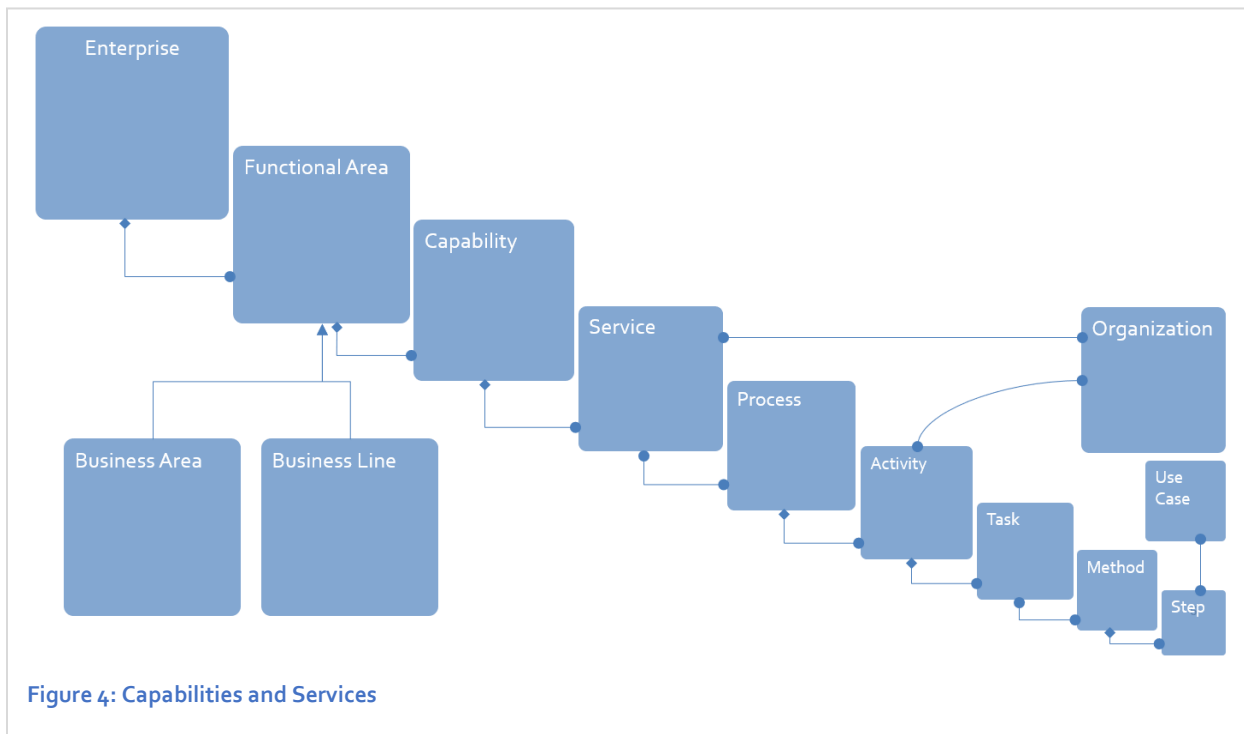 Enterprise
Functional Area
Capability
Service
Organization
Process
Business Area
Business Line
Activity
Use
Case
Task
Method
Step
Figure 4: Capabilities and Services